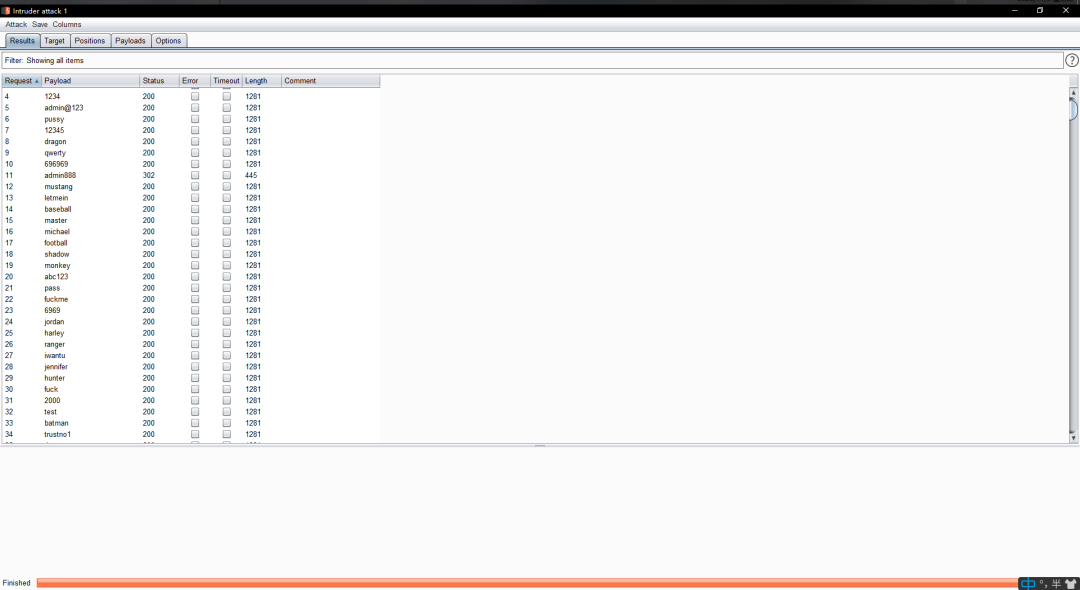 Intruder attack 1
Attack Save Columns
Results Target Positions Payloads Options
Filter: Showing all items
?
Request Payload Status Error Timeout Length Comment
4 1234 200 1281
5 admin@123 200 1281
6 pussy 200 1281
7 12345 200 1281
8 dragon 200 1281
9 qwerty 200 1281
10 696969 200 1281
11 admin888 302 445
12 mustang 200 1281
13 letmein 200 1281
14 baseball 200 1281
15 master 200 1281
16 michael 200 1281
17 football 200 1281
18 shadow 200 1281
19 monkey 200 1281
20 abc123 200 1281
21 pass 200 1281
22 fuckme 200 1281
23 6969 200 1281
24 jordan 200 1281
25 harley 200 1281
26 ranger 200 1281
27 iwantu 200 1281
28 jennifer 200 1281
29 hunter 200 1281
30 fuck 200 1281
31 2000 200 1281
32 test 200 1281
33 batman 200 1281
34 trustno1 200 1281
Finished
中 °, 半